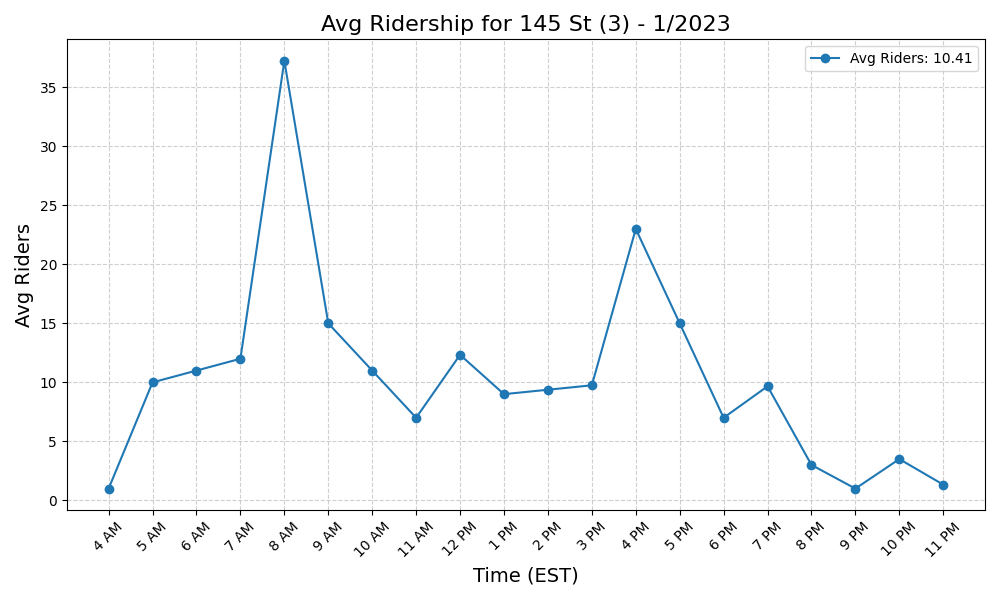 Avg Ridership for 145 St (3) - 1/2023
Avg Riders: 10.41
Avg Riders
35
30
25
20
15
10
5
0
4 AM
5 AM
6 AM
7 AM
8 AM
9 AM
10 AM
11 AM
12 PM
1 PM
2 PM
3 PM
4 PM
5 PM
6 PM
7 PM
8 PM
9 PM
10 PM
11 PM
Time (EST)